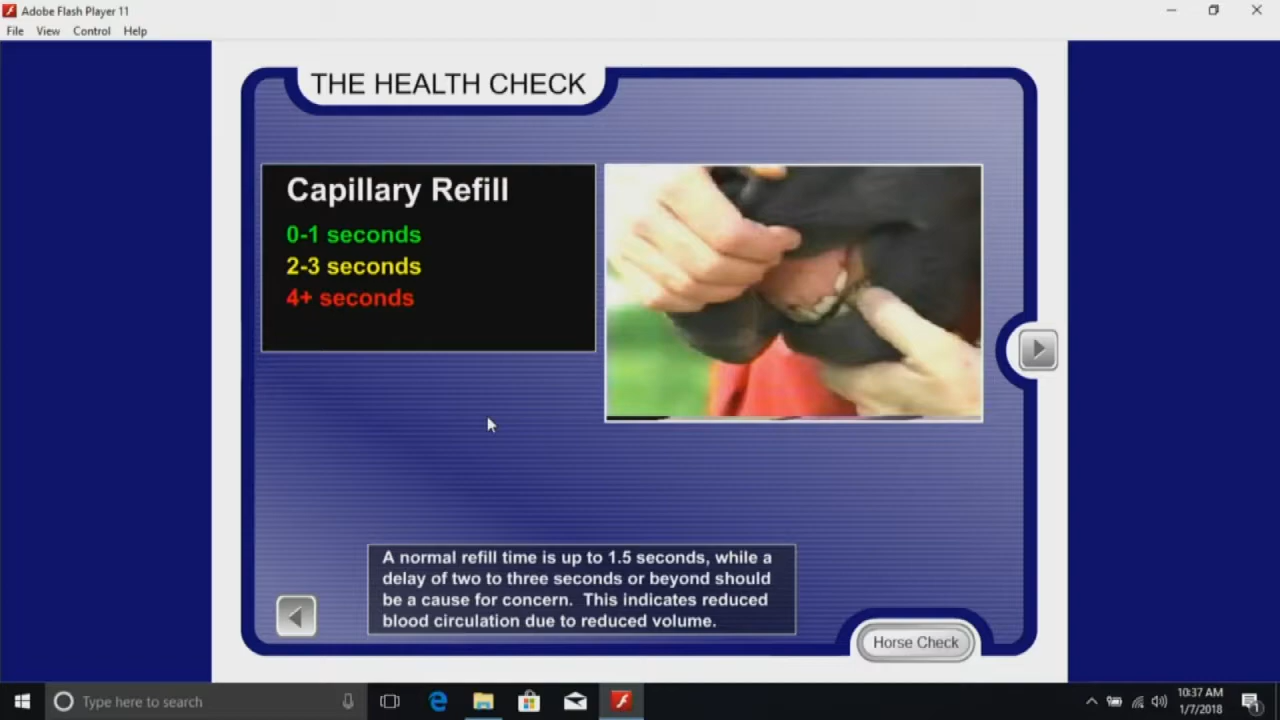 Adobe Flash Player 11
File View Control Help
THE HEALTH CHECK
Capillary Refill
0-1 seconds
2-3 seconds
4+ seconds
A normal refill time is up to 1.5 seconds, while a
delay of two to three seconds or beyond should
be a cause for concern. This indicates reduced
blood circulation due to reduced volume.
Horse Check
Type here to search
10:37 AM
1/7/2018
1